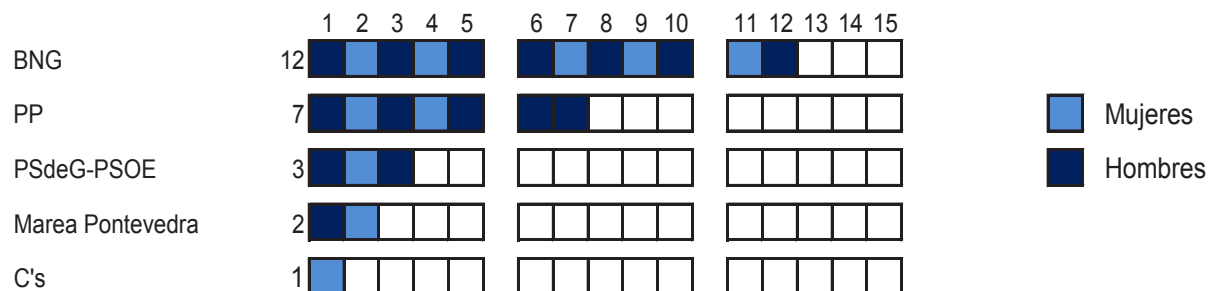 1 2 3 4 5 6 7 8 9 10 11 12 13 14 15
BNG 12
PP 7
Mujeres
PSdeG-PSOE 3
Hombres
Marea Pontevedra 2
C's 1